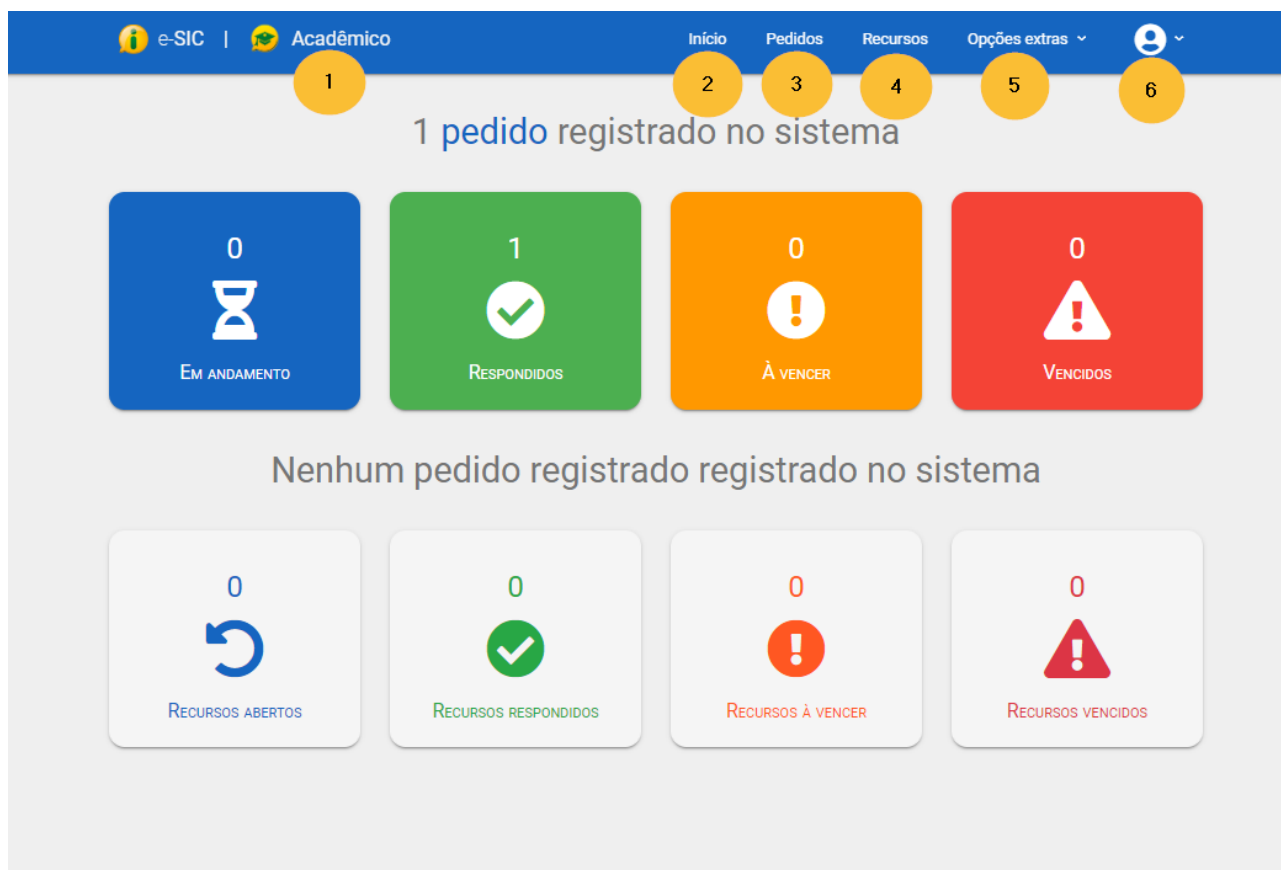 e-SIC | Acadêmico Início Pedidos Recursos Opções extras
1 2 3 4 5 6
1 pedido registrado no sistema
0 1 0 0
Em andamento Respondidos À vencer Vencidos
Nenhum pedido registrado registrado no sistema
0 0 0 0
Recursos abertos Recursos respondidos Recursos à vencer Recursos vencidos